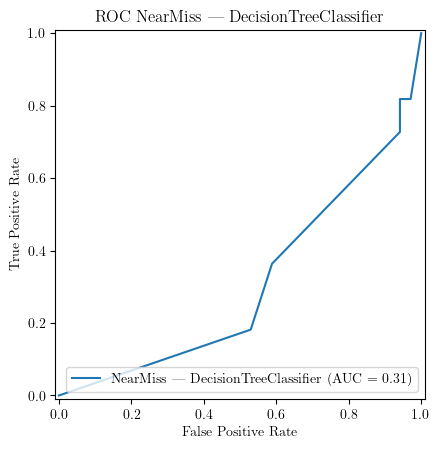 ROC NearMiss — DecisionTreeClassifier
1.0
0.8
0.6
0.4
0.2
0.0
True Positive Rate
NearMiss — DecisionTreeClassifier (AUC = 0.31)
0.0 0.2 0.4 0.6 0.8 1.0
False Positive Rate